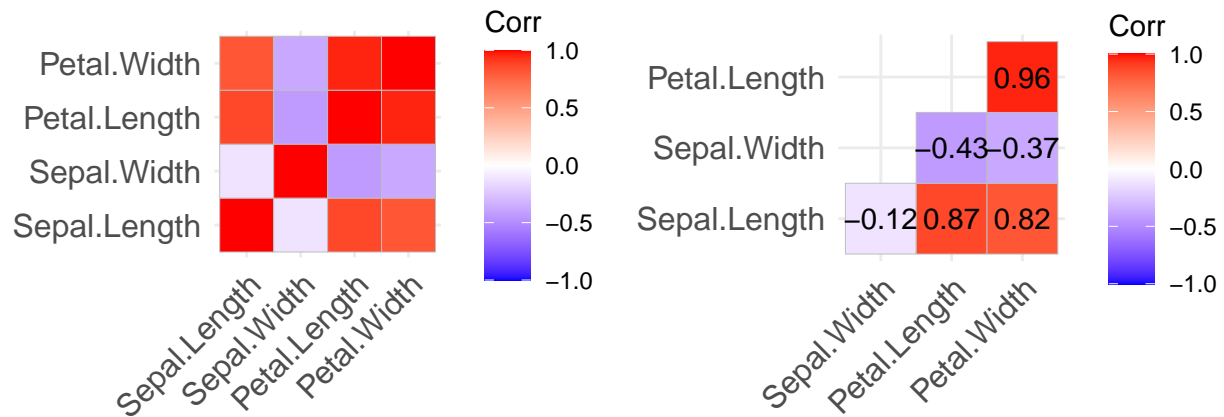 Corr
1.0
0.5
0.0
−0.5
−1.0
Petal.Width
Petal.Length
Sepal.Width
Sepal.Length
Sepal.Length
Sepal.Width
Petal.Length
Petal.Width
Corr
1.0
0.5
0.0
−0.5
−1.0
Petal.Length
0.96
Sepal.Width
−0.43 −0.37
Sepal.Length
−0.12 0.87 0.82
Sepal.Width
Petal.Length
Petal.Width